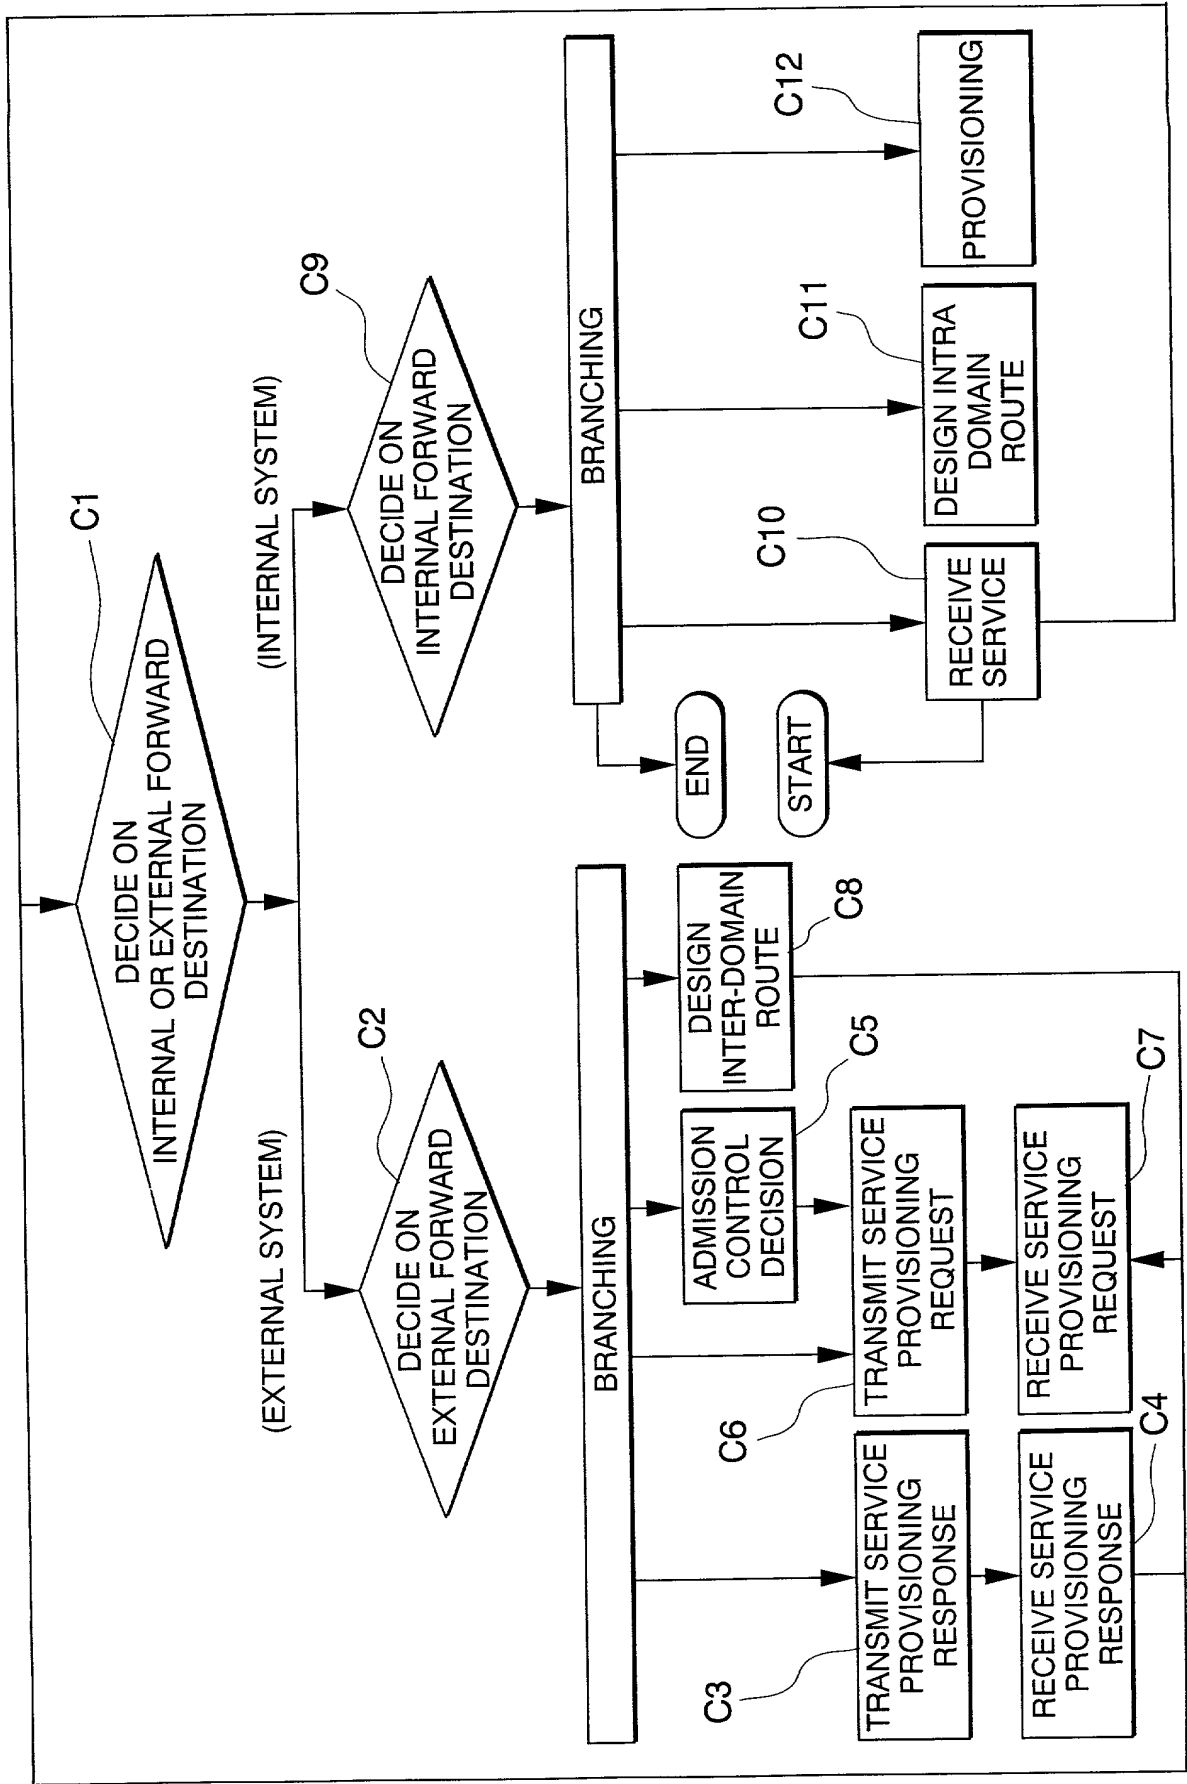 C1
DECIDE ON
INTERNAL OR EXTERNAL FORWARD
DESTINATION
(EXTERNAL SYSTEM)
(INTERNAL SYSTEM)
C2
DECIDE ON
EXTERNAL FORWARD
DESTINATION
C9
DECIDE ON
INTERNAL FORWARD
DESTINATION
BRANCHING
BRANCHING
C3
TRANSMIT SERVICE
PROVISIONING
RESPONSE
RECEIVE SERVICE
PROVISIONING
RESPONSE
C4
C6
TRANSMIT SERVICE
PROVISIONING
REQUEST
RECEIVE SERVICE
PROVISIONING
REQUEST
C7
ADMISSION
CONTROL
DECISION
C5
DESIGN
INTER-DOMAIN
ROUTE
C8
END
START
C10
RECEIVE
SERVICE
C11
DESIGN INTRA
DOMAIN
ROUTE
C12
PROVISIONING